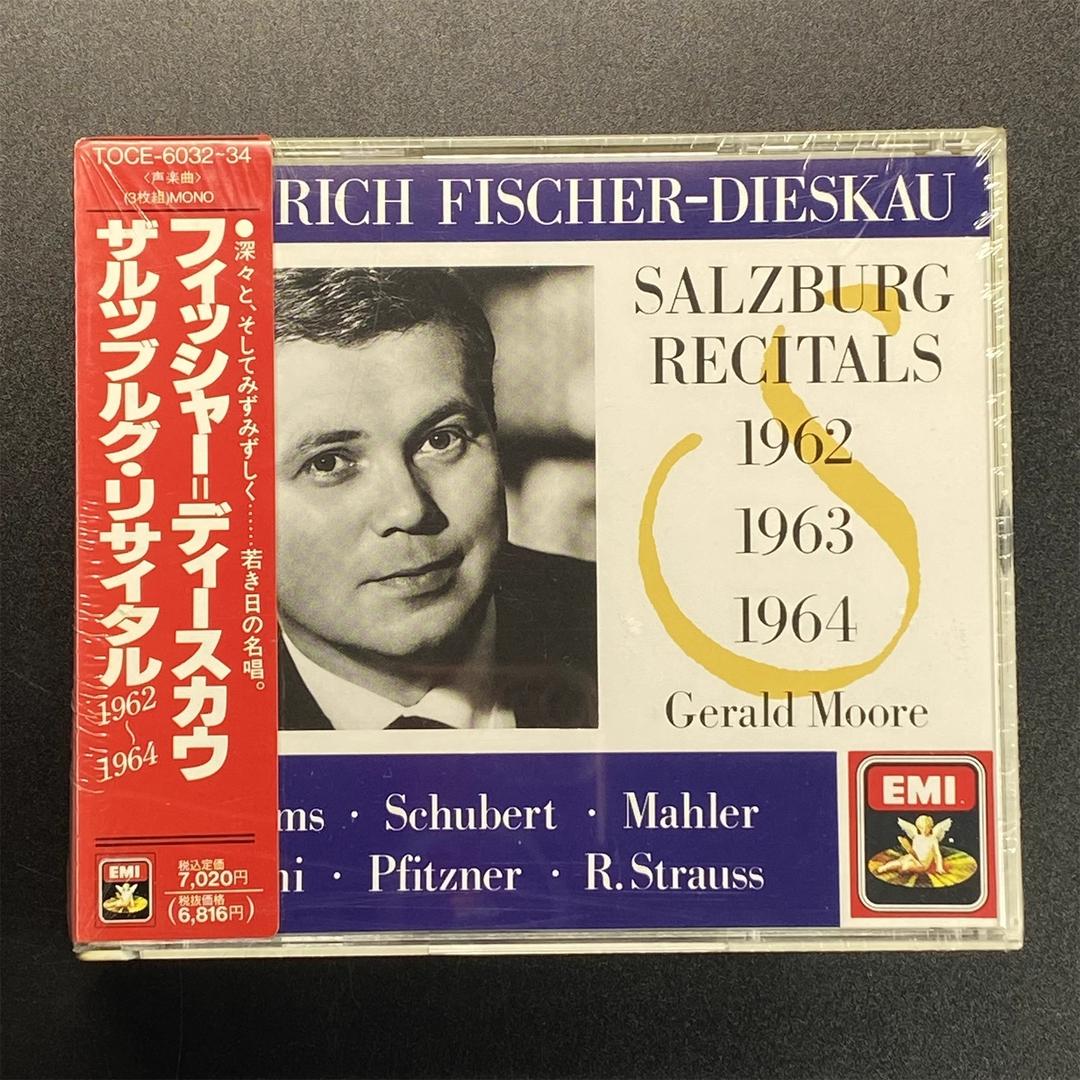 TOCE-6032~34
〈声楽曲〉
(3枚組)MONO
●深々と、そしてみずみずしく……若き日の名唱。
フィッシャー=ディースカウ
ザルツブルグ・リサイタル
1962
~
1964
EMI
税込定価
7,020円
税抜価格
(6,816円)
RICH FISCHER-DIESKAU
SALZBURG
RECITALS
1962
1963
1964
Gerald Moore
ms · Schubert · Mahler
ni · Pfitzner · R. Strauss
EMI